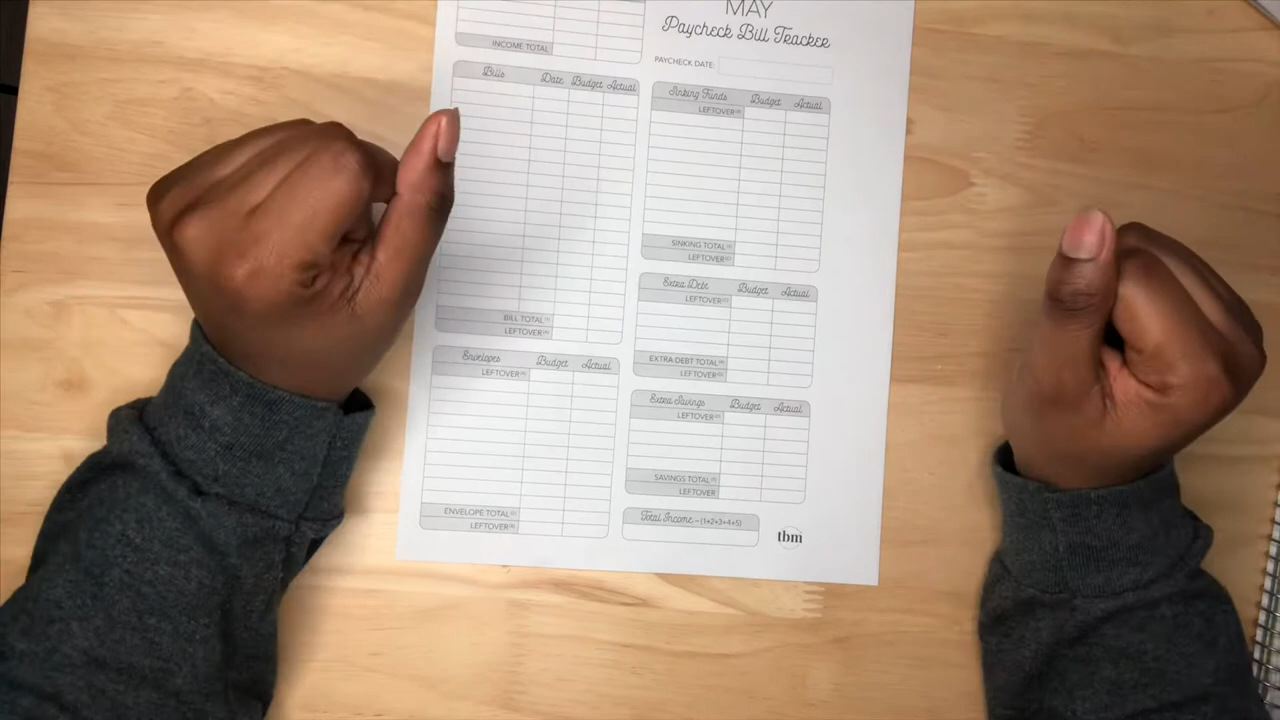 MAY
Paycheck Bill Tracker
PAYCHECK DATE:
INCOME TOTAL
Bills Date Budget Actual
BILL TOTAL
LEFTOVER
Envelopes Budget Actual
LEFTOVER
ENVELOPE TOTAL
LEFTOVER
Sinking Funds Budget Actual
LEFTOVER
SINKING TOTAL
LEFTOVER
Extra Debt Budget Actual
LEFTOVER
EXTRA DEBT TOTAL
LEFTOVER
Extra Savings Budget Actual
LEFTOVER
SAVINGS TOTAL
LEFTOVER
Total Income = (1+2+3+4+5)
tbm